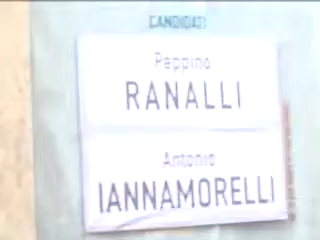 CANDIDATI
Peppino
RANALLI
Antonio
IANNAMORELLI